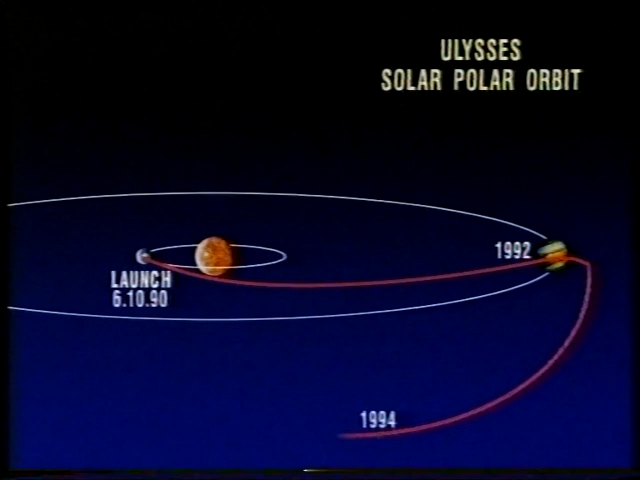 ULYSSES
SOLAR POLAR ORBIT
1992
LAUNCH
6.10.90
1994